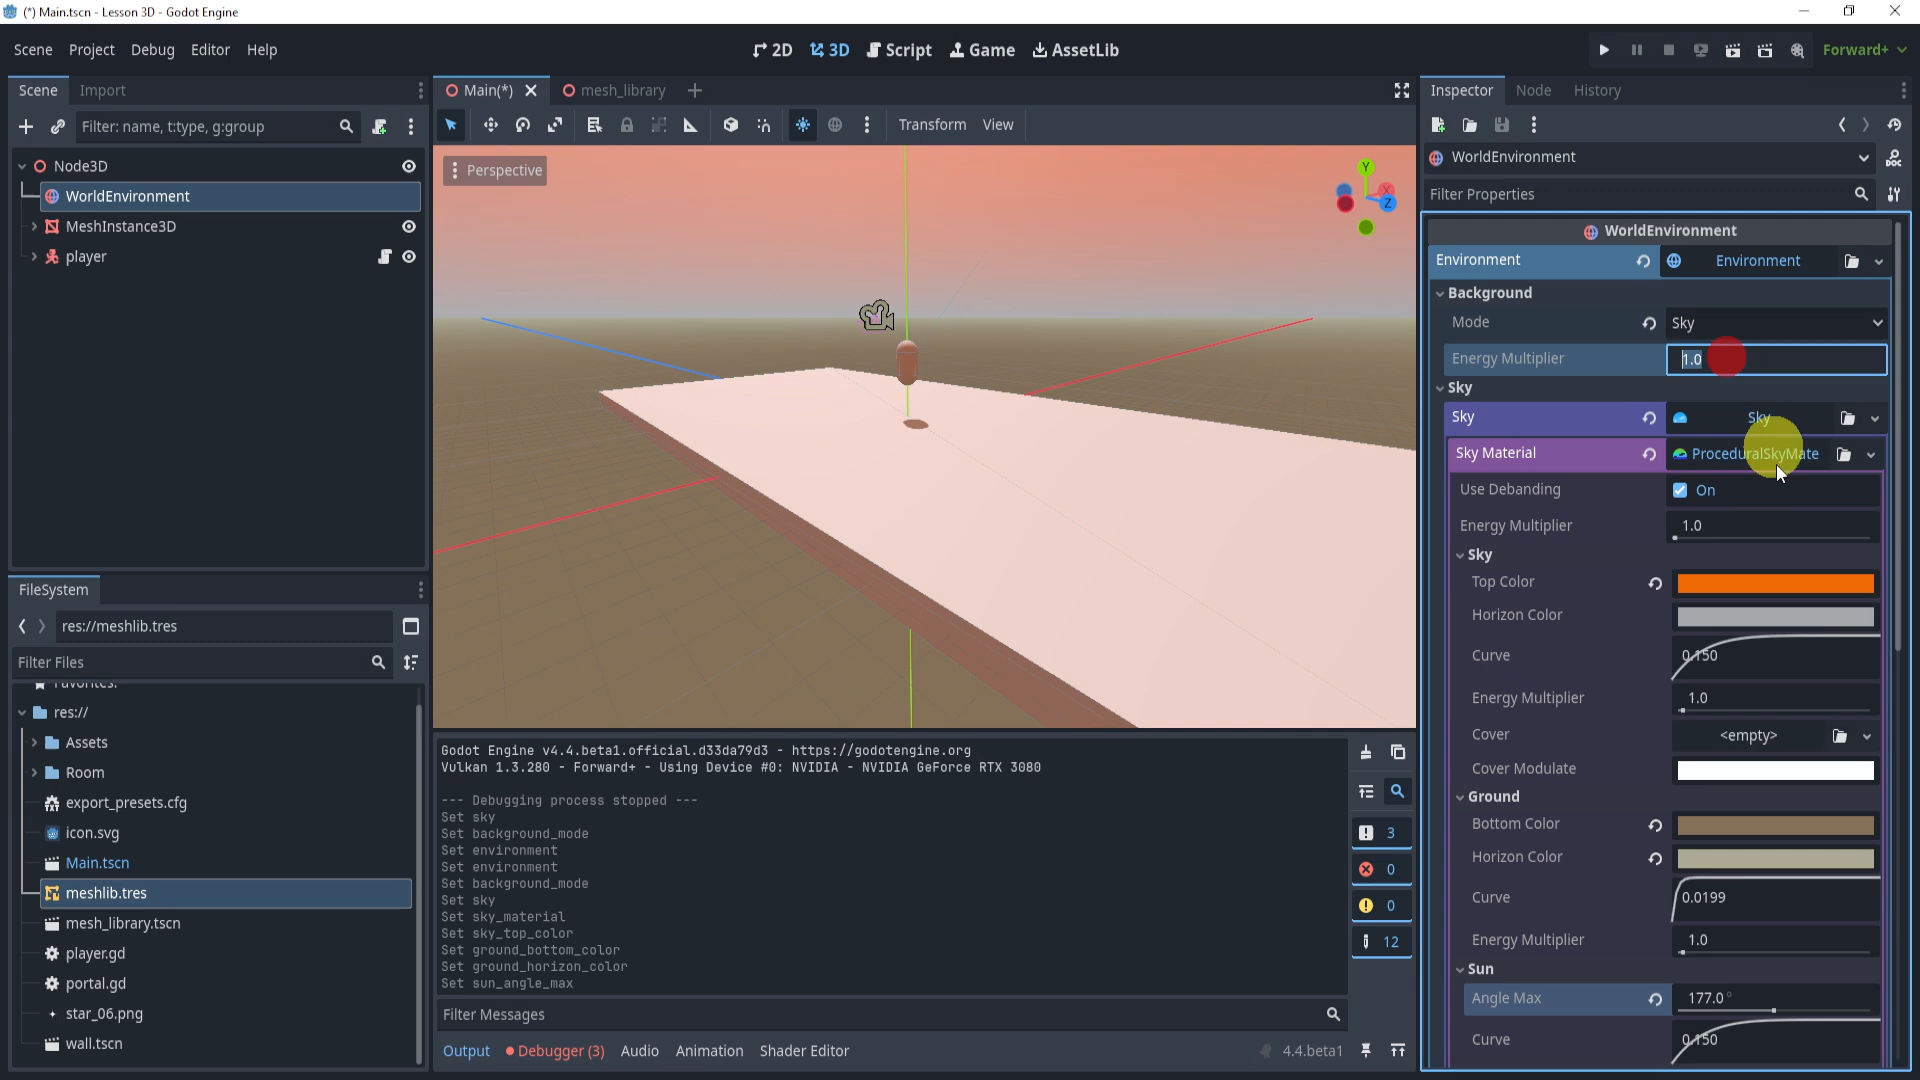 (*) Main.tscn - Lesson 3D - Godot Engine
Scene Project Debug Editor Help
2D 3D Script Game AssetLib
Forward+
Scene Import
Filter: name, t:type, g:group
Node3D
WorldEnvironment
MeshInstance3D
player
FileSystem
res://meshlib.tres
Filter Files
Favorites:
res://
Assets
Room
export_presets.cfg
icon.svg
Main.tscn
meshlib.tres
mesh_library.tscn
player.gd
portal.gd
star_06.png
wall.tscn
Main(*) mesh_library
Transform View
Perspective
Y
X
Z
Godot Engine v4.4.beta1.official.d33da79d3 - https://godotengine.org
Vulkan 1.3.280 - Forward+ - Using Device #0: NVIDIA - NVIDIA GeForce RTX 3080
--- Debugging process stopped ---
Set sky
Set background_mode
Set environment
Set environment
Set background_mode
Set sky
Set sky_material
Set sky_top_color
Set ground_bottom_color
Set ground_horizon_color
Set sun_angle_max
3
0
0
12
Filter Messages
Output Debugger (3) Audio Animation Shader Editor
4.4.beta1
Inspector Node History
WorldEnvironment
Filter Properties
WorldEnvironment
Environment Environment
Background
Mode Sky
Energy Multiplier 1.0
Sky
Sky Sky
Sky Material ProceduralSkyMate
Use Debanding On
Energy Multiplier 1.0
Sky
Top Color
Horizon Color
Curve 0.150
Energy Multiplier 1.0
Cover <empty>
Cover Modulate
Ground
Bottom Color
Horizon Color
Curve 0.0199
Energy Multiplier 1.0
Sun
Angle Max 177.0 °
Curve 0.150